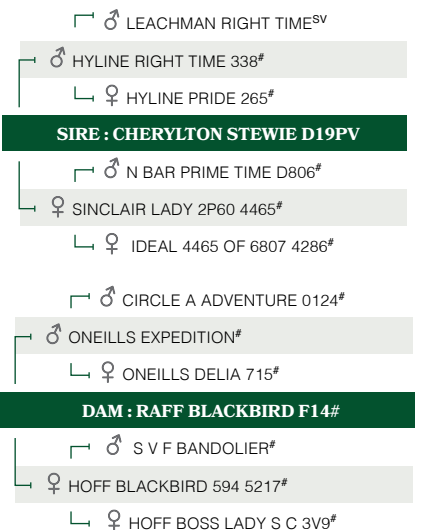 ♂ LEACHMAN RIGHT TIMESV
♂ HYLINE RIGHT TIME 338#
♀ HYLINE PRIDE 265#
SIRE : CHERYLTON STEWIE D19PV
♂ N BAR PRIME TIME D806#
♀ SINCLAIR LADY 2P60 4465#
♀ IDEAL 4465 OF 6807 4286#
♂ CIRCLE A ADVENTURE 0124#
♂ ONEILLS EXPEDITION#
♀ ONEILLS DELIA 715#
DAM : RAFF BLACKBIRD F14#
♂ S V F BANDOLIER#
♀ HOFF BLACKBIRD 594 5217#
♀ HOFF BOSS LADY S C 3V9#